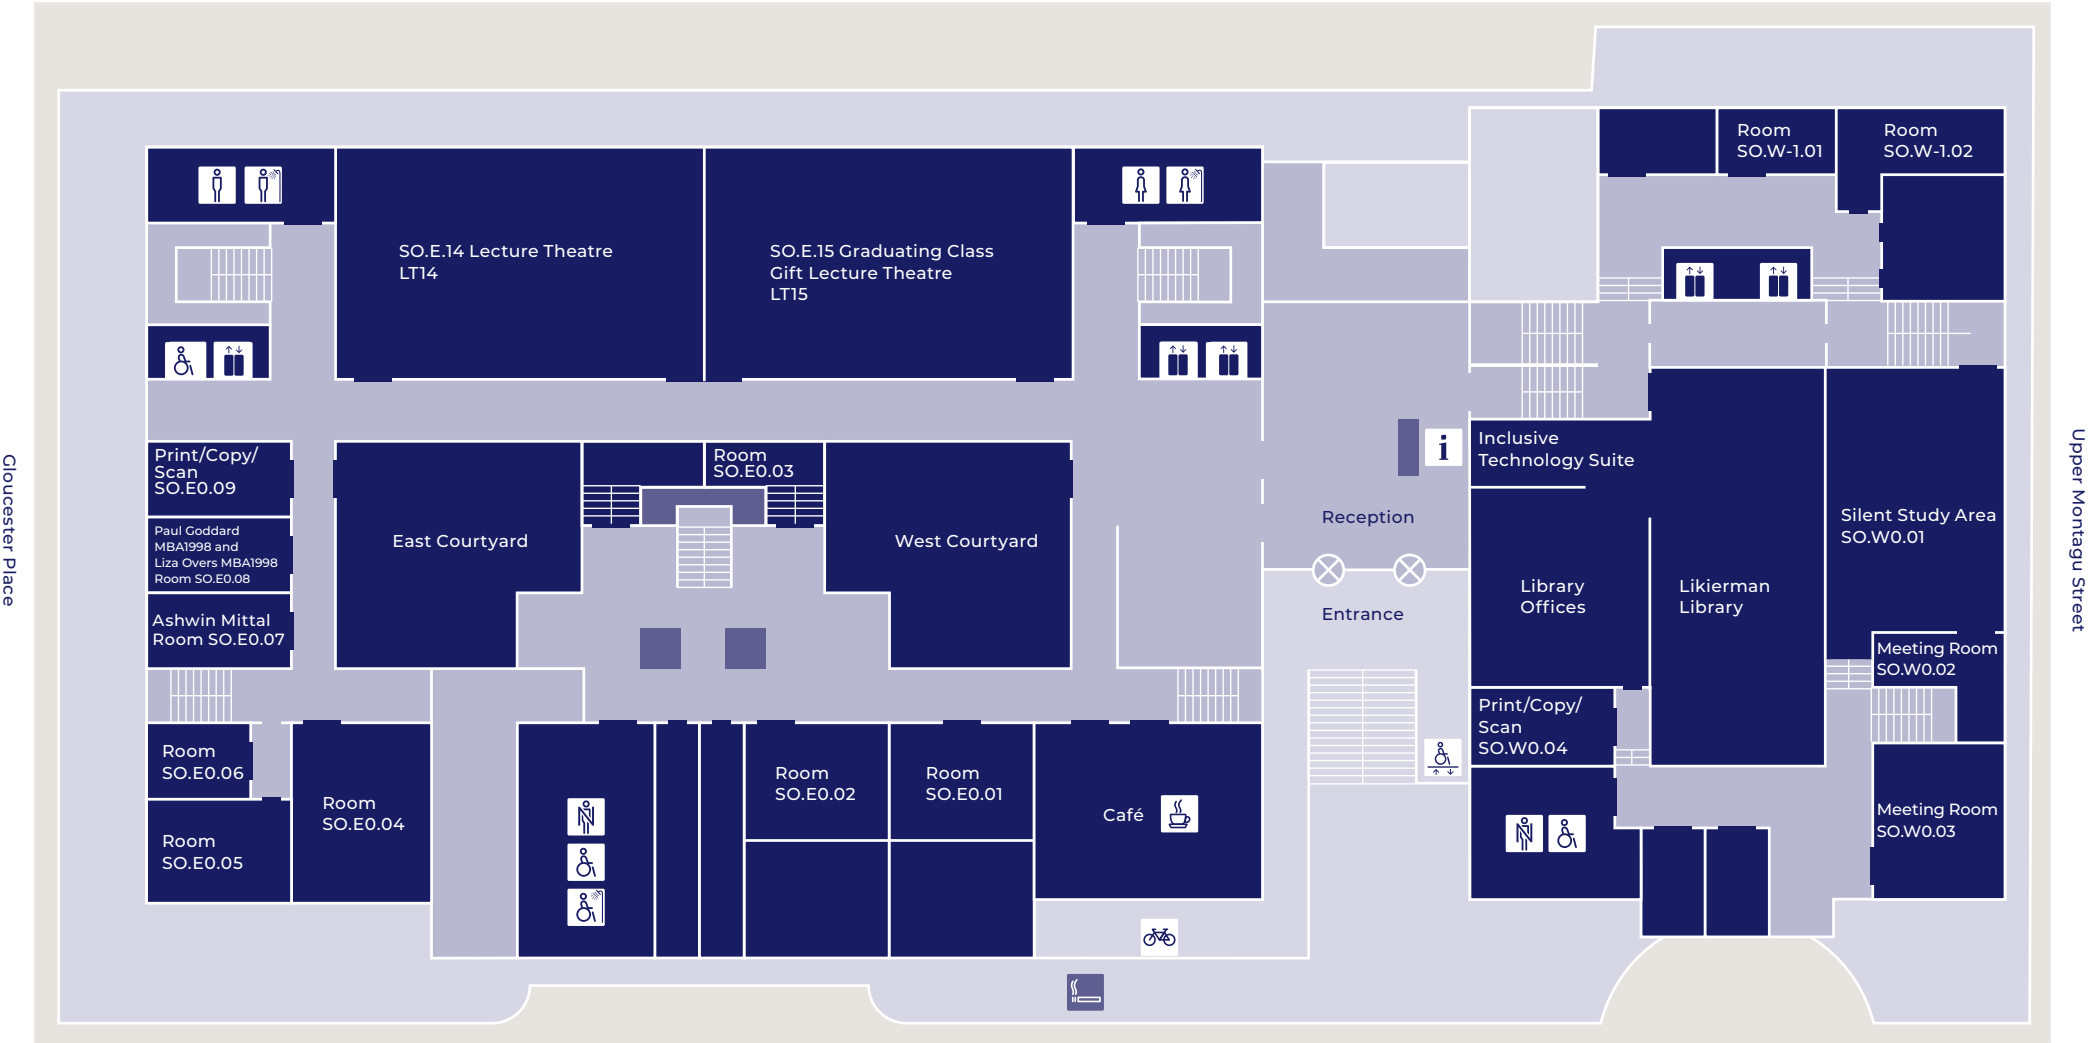 Room
SO.W-1.01
Room
SO.W-1.02
SO.E.14 Lecture Theatre
LT14
SO.E.15 Graduating Class
Gift Lecture Theatre
LT15
Print/Copy/
Scan
SO.E0.09
Room
SO.E0.03
i
Inclusive
Technology Suite
Gloucester Place
Upper Montagu Street
Paul Goddard
MBA1998 and
Liza Overs MBA1998
Room SO.E0.08
East Courtyard
West Courtyard
Reception
Silent Study Area
SO.W0.01
Library
Offices
Likierman
Library
Entrance
Ashwin Mittal
Room SO.E0.07
Meeting Room
SO.W0.02
Print/Copy/
Scan
SO.W0.04
Room
SO.E0.06
Room
SO.E0.04
Room
SO.E0.05
Room
SO.E0.02
Room
SO.E0.01
Café
Meeting Room
SO.W0.03